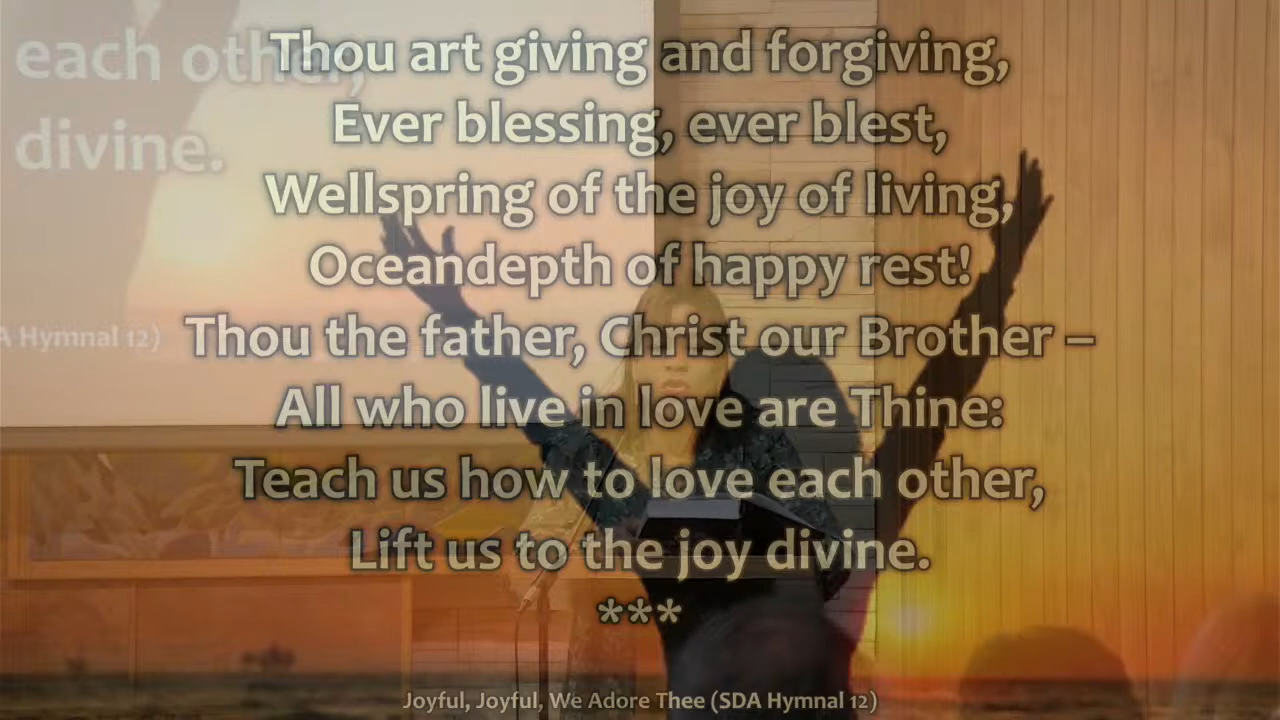 each other,
divine.
A Hymnal 12)
Thou art giving and forgiving,
Ever blessing, ever blest,
Wellspring of the joy of living,
Oceandepth of happy rest!
Thou the father, Christ our Brother –
All who live in love are Thine:
Teach us how to love each other,
Lift us to the joy divine.
***
Joyful, Joyful, We Adore Thee (SDA Hymnal 12)